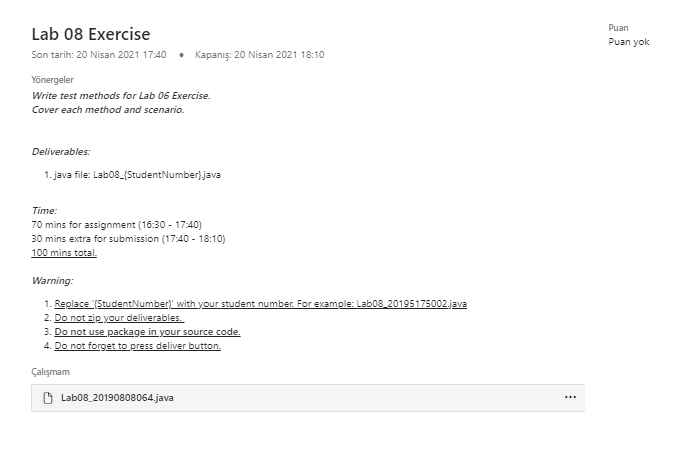 Lab 08 Exercise
Puan
Puan yok
Son tarih: 20 Nisan 2021 17:40 • Kapanış: 20 Nisan 2021 18:10
Yönergeler
Write test methods for Lab 06 Exercise.
Cover each method and scenario.
Deliverables:
1. java file: Lab08_{StudentNumber}.java
Time:
70 mins for assignment (16:30 - 17:40)
30 mins extra for submission (17:40 - 18:10)
100 mins total.
Warning:
1. Replace '{StudentNumber}' with your student number. For example: Lab08_20195175002.java
2. Do not zip your deliverables.
3. Do not use package in your source code.
4. Do not forget to press deliver button.
Çalışmam
Lab08_20190808064.java